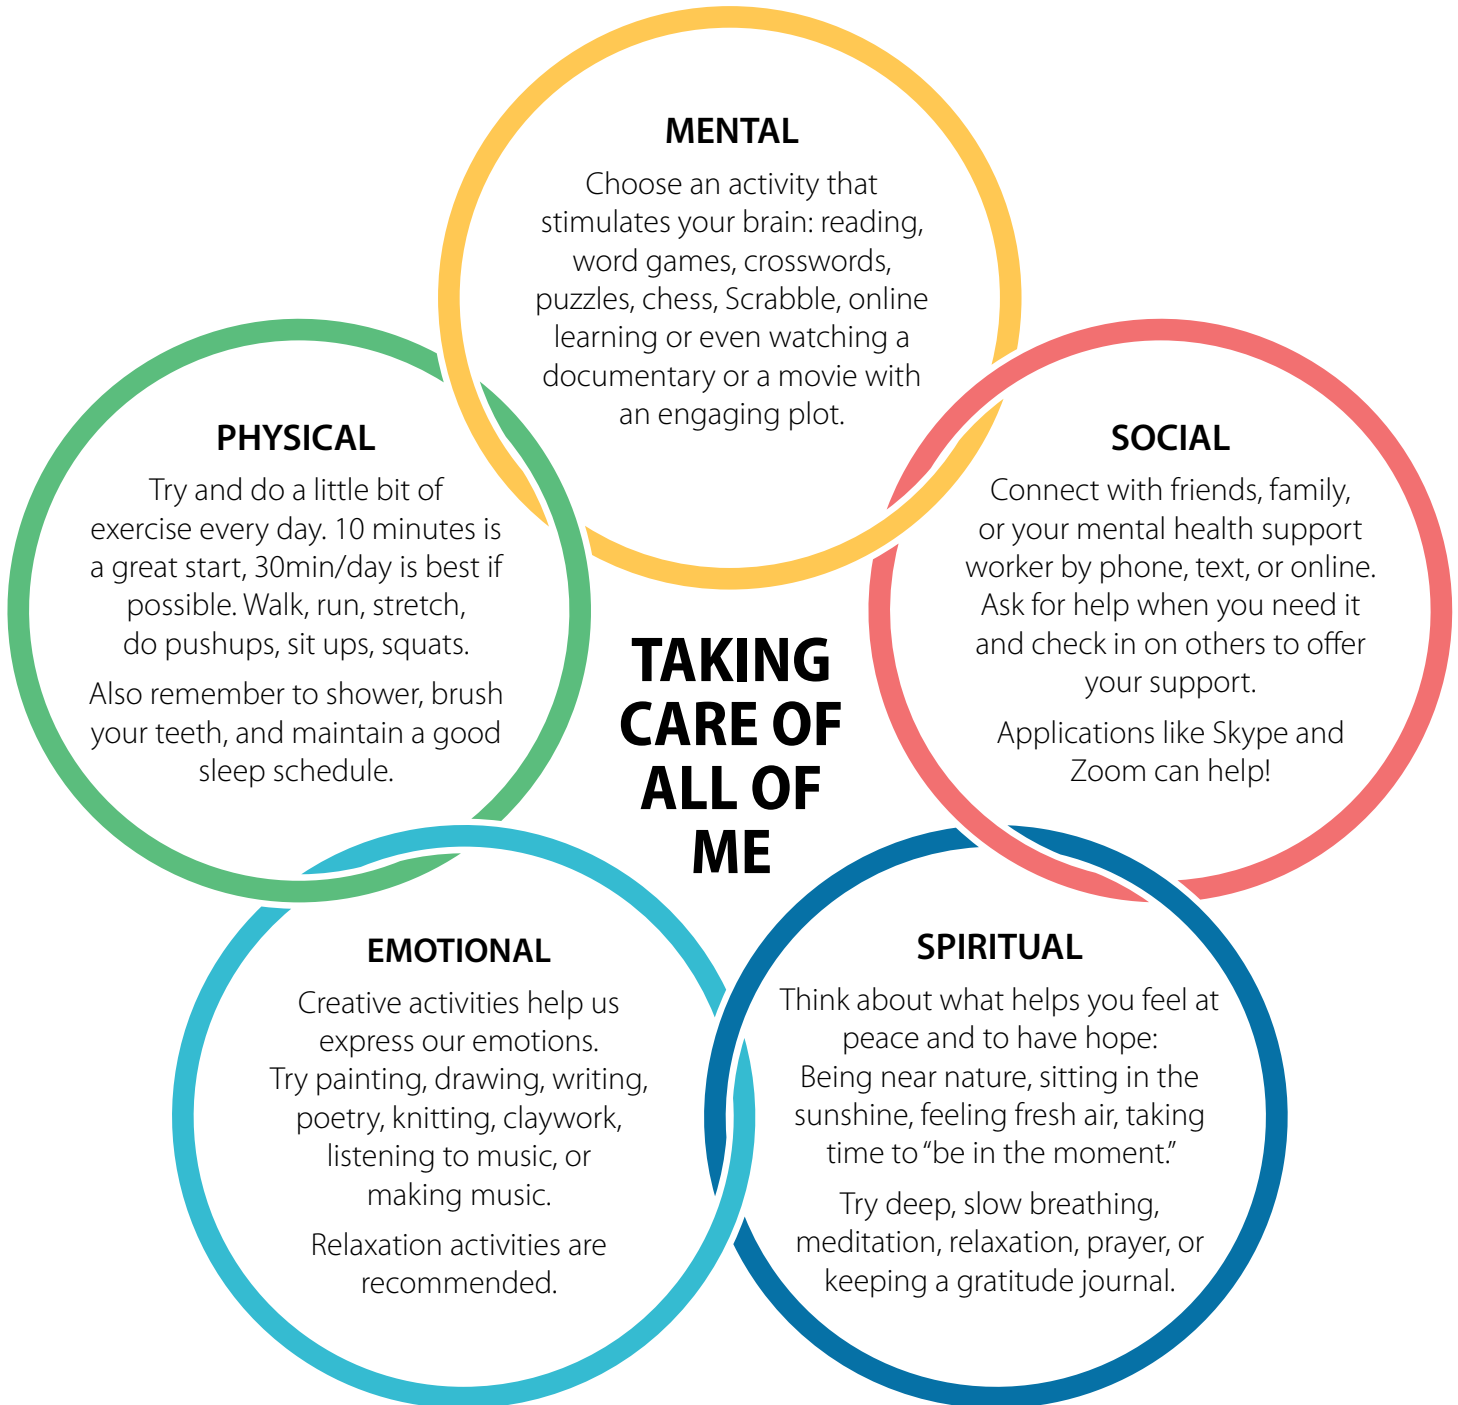 MENTAL
Choose an activity that
stimulates your brain: reading,
word games, crosswords,
puzzles, chess, Scrabble, online
learning or even watching a
documentary or a movie with
an engaging plot.
PHYSICAL
Try and do a little bit of
exercise every day. 10 minutes is
a great start, 30min/day is best if
possible. Walk, run, stretch,
do pushups, sit ups, squats.
Also remember to shower, brush
your teeth, and maintain a good
sleep schedule.
SOCIAL
Connect with friends, family,
or your mental health support
worker by phone, text, or online.
Ask for help when you need it
and check in on others to offer
your support.
Applications like Skype and
Zoom can help!
TAKING
CARE OF
ALL OF
ME
EMOTIONAL
Creative activities help us
express our emotions.
Try painting, drawing, writing,
poetry, knitting, claywork,
listening to music, or
making music.
Relaxation activities are
recommended.
SPIRITUAL
Think about what helps you feel at
peace and to have hope:
Being near nature, sitting in the
sunshine, feeling fresh air, taking
time to “be in the moment.”
Try deep, slow breathing,
meditation, relaxation, prayer, or
keeping a gratitude journal.